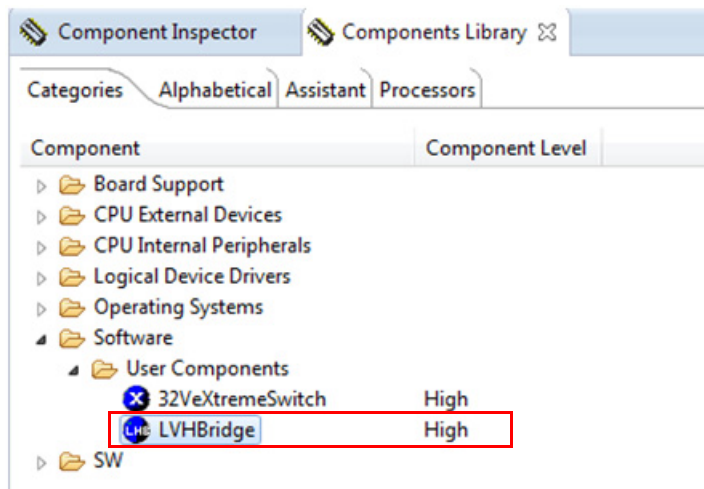 Component Inspector Components Library
Categories Alphabetical Assistant Processors
Component Component Level
Board Support
CPU External Devices
CPU Internal Peripherals
Logical Device Drivers
Operating Systems
Software
User Components
X 32VeXtremeSwitch High
LHB LVHBridge High
SW